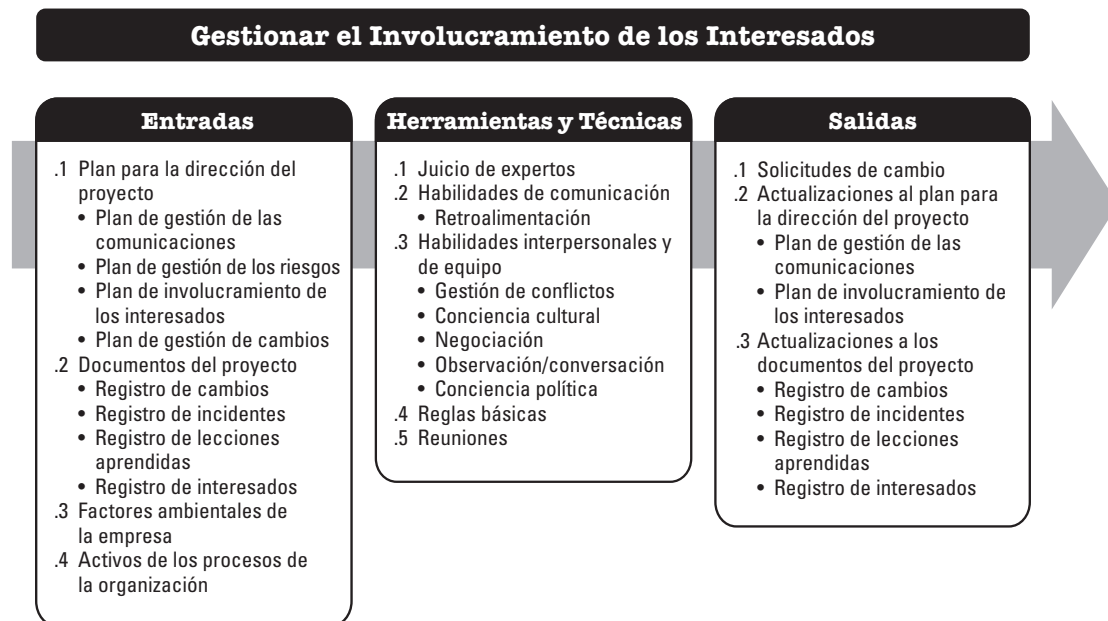 Gestionar el Involucramiento de los Interesados
Entradas
.1 Plan para la dirección del
proyecto
• Plan de gestión de las
comunicaciones
• Plan de gestión de los riesgos
• Plan de involucramiento de
los interesados
• Plan de gestión de cambios
.2 Documentos del proyecto
• Registro de cambios
• Registro de incidentes
• Registro de lecciones
aprendidas
• Registro de interesados
.3 Factores ambientales de
la empresa
.4 Activos de los procesos de
la organización
Herramientas y Técnicas
.1 Juicio de expertos
.2 Habilidades de comunicación
• Retroalimentación
.3 Habilidades interpersonales y
de equipo
• Gestión de conflictos
• Conciencia cultural
• Negociación
• Observación/conversación
• Conciencia política
.4 Reglas básicas
.5 Reuniones
Salidas
.1 Solicitudes de cambio
.2 Actualizaciones al plan para
la dirección del proyecto
• Plan de gestión de las
comunicaciones
• Plan de involucramiento de
los interesados
.3 Actualizaciones a los
documentos del proyecto
• Registro de cambios
• Registro de incidentes
• Registro de lecciones
aprendidas
• Registro de interesados